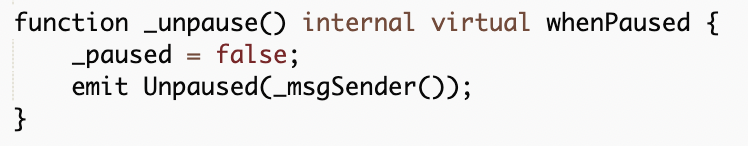 function _unpause() internal virtual whenPaused {
    _paused = false;
    emit Unpaused(_msgSender());
}